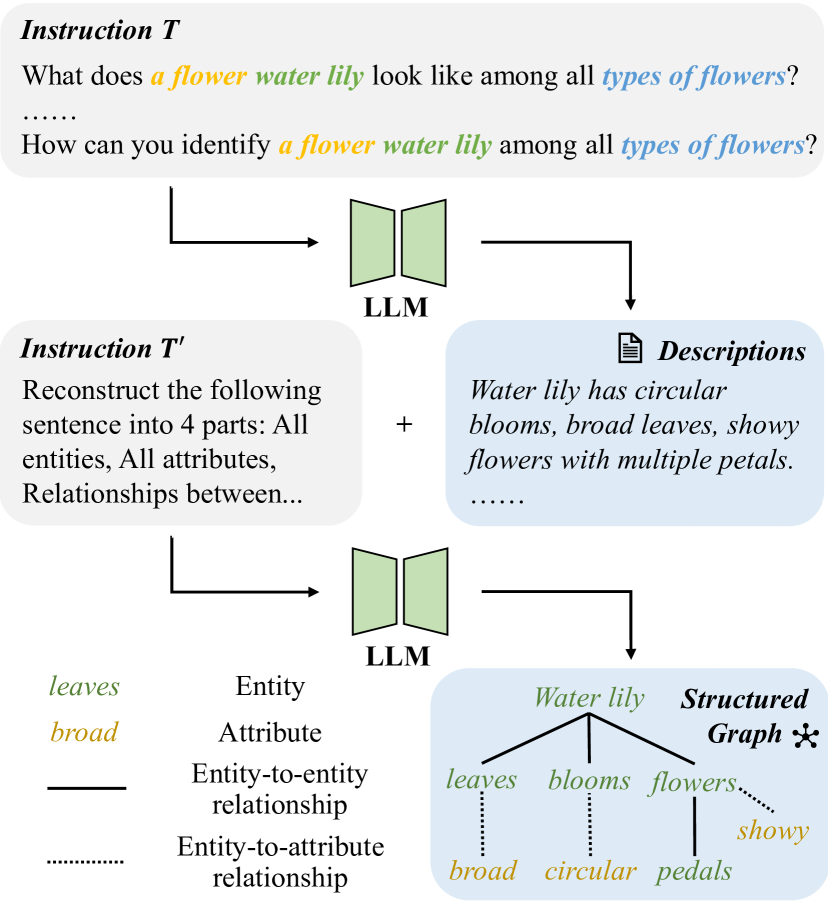 Instruction T
What does a flower water lily look like among all types of flowers?
......
How can you identify a flower water lily among all types of flowers?
LLM
Instruction T′
Reconstruct the following
sentence into 4 parts: All
entities, All attributes,
Relationships between...
+
Descriptions
Water lily has circular
blooms, broad leaves, showy
flowers with multiple petals.
......
LLM
leaves Entity
broad Attribute
Entity-to-entity
relationship
Entity-to-attribute
relationship
Structured
Graph
Water lily
leaves blooms flowers
showy
broad circular pedals